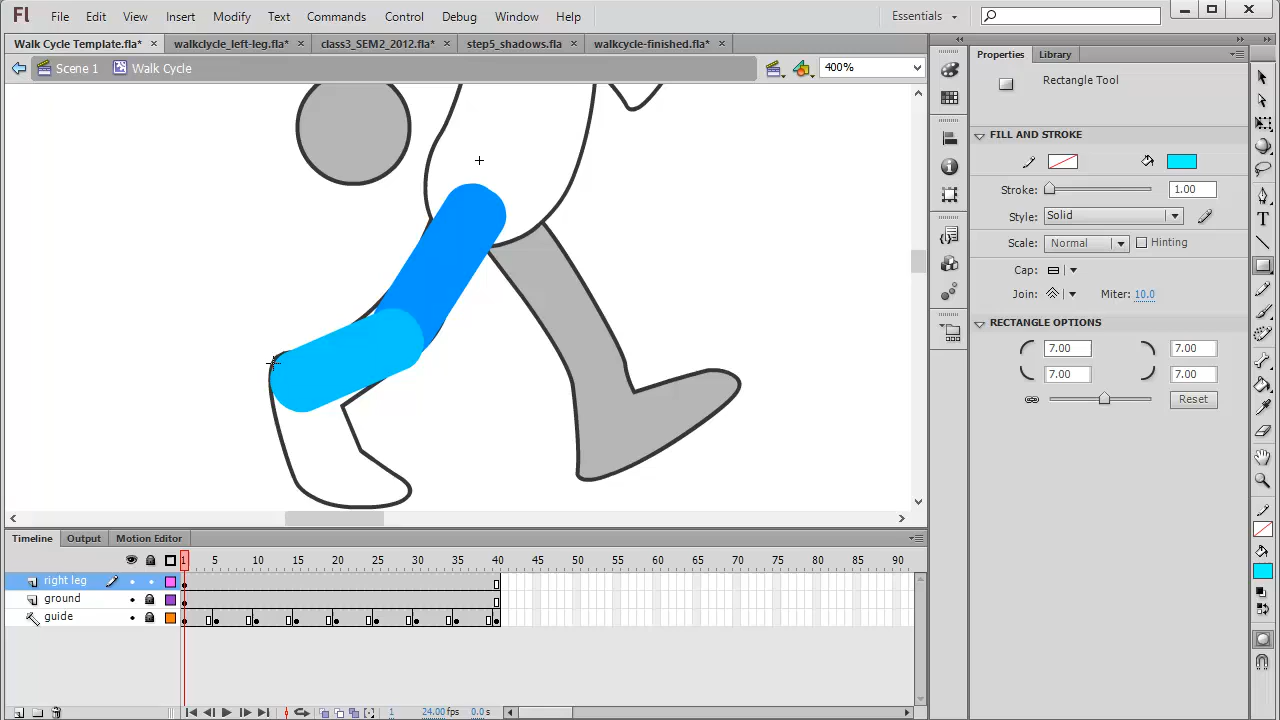 Fl File Edit View Insert Modify Text Commands Control Debug Window Help Essentials
Walk Cycle Template.fla* × walkclycle_left-leg.fla* × class3_SEM2_2012.fla* × step5_shadows.fla × walkcycle-finished.fla* ×
Scene 1 Walk Cycle 400%
Properties Library
Rectangle Tool
FILL AND STROKE
Stroke: 1.00
Style: Solid
Scale: Normal Hinting
Cap:
Join: Miter: 10.0
RECTANGLE OPTIONS
7.00 7.00
7.00 7.00
Reset
Timeline Output Motion Editor
1 5 10 15 20 25 30 35 40 45 50 55 60 65 70 75 80 85 90
right leg
ground
guide
1 24.00 fps 0.0 s